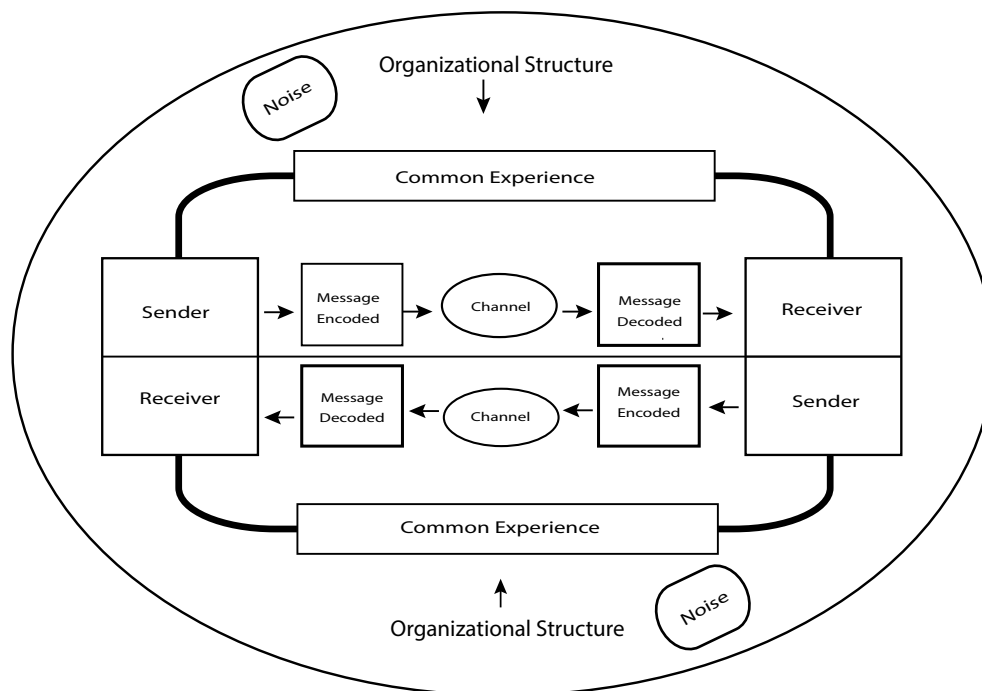 Organizational Structure
Noise
Common Experience
Sender
Message
Encoded
Channel
Message
Decoded
Receiver
Receiver
Message
Decoded
Channel
Message
Encoded
Sender
Common Experience
Noise
Organizational Structure